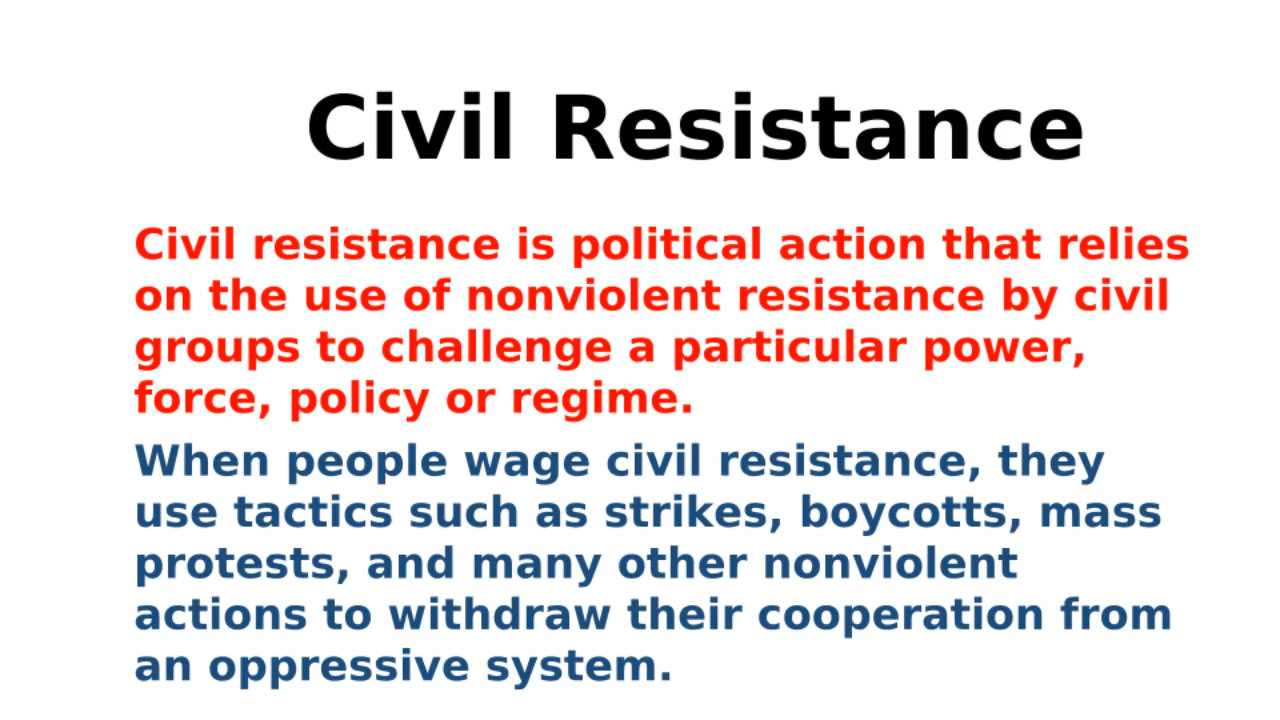 Civil Resistance
Civil resistance is political action that relies
on the use of nonviolent resistance by civil
groups to challenge a particular power,
force, policy or regime.
When people wage civil resistance, they
use tactics such as strikes, boycotts, mass
protests, and many other nonviolent
actions to withdraw their cooperation from
an oppressive system.